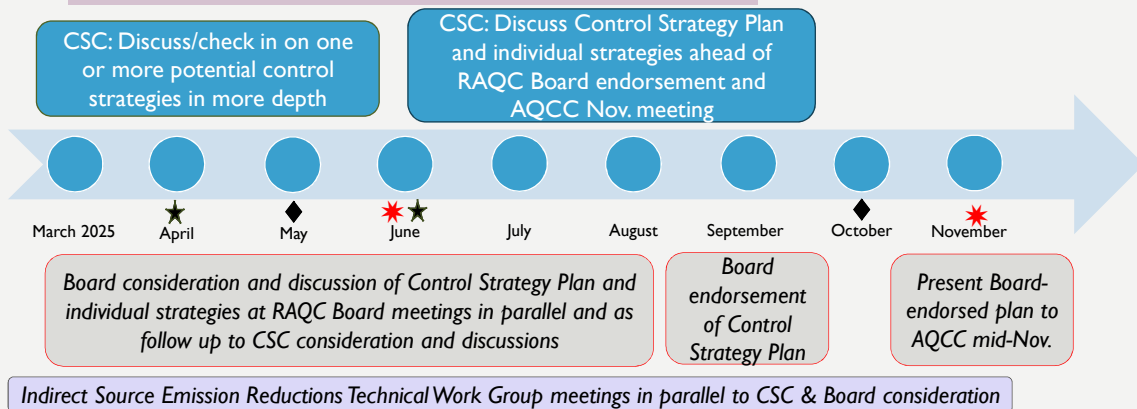 CSC: Discuss/check in on one
or more potential control
strategies in more depth
CSC: Discuss Control Strategy Plan
and individual strategies ahead of
RAQC Board endorsement and
AQCC Nov. meeting
March 2025
April
May
June
July
August
September
October
November
Board consideration and discussion of Control Strategy Plan and
individual strategies at RAQC Board meetings in parallel and as
follow up to CSC consideration and discussions
Board
endorsement
of Control
Strategy Plan
Present Board-
endorsed plan to
AQCC mid-Nov.
Indirect Source Emission Reductions Technical Work Group meetings in parallel to CSC & Board consideration